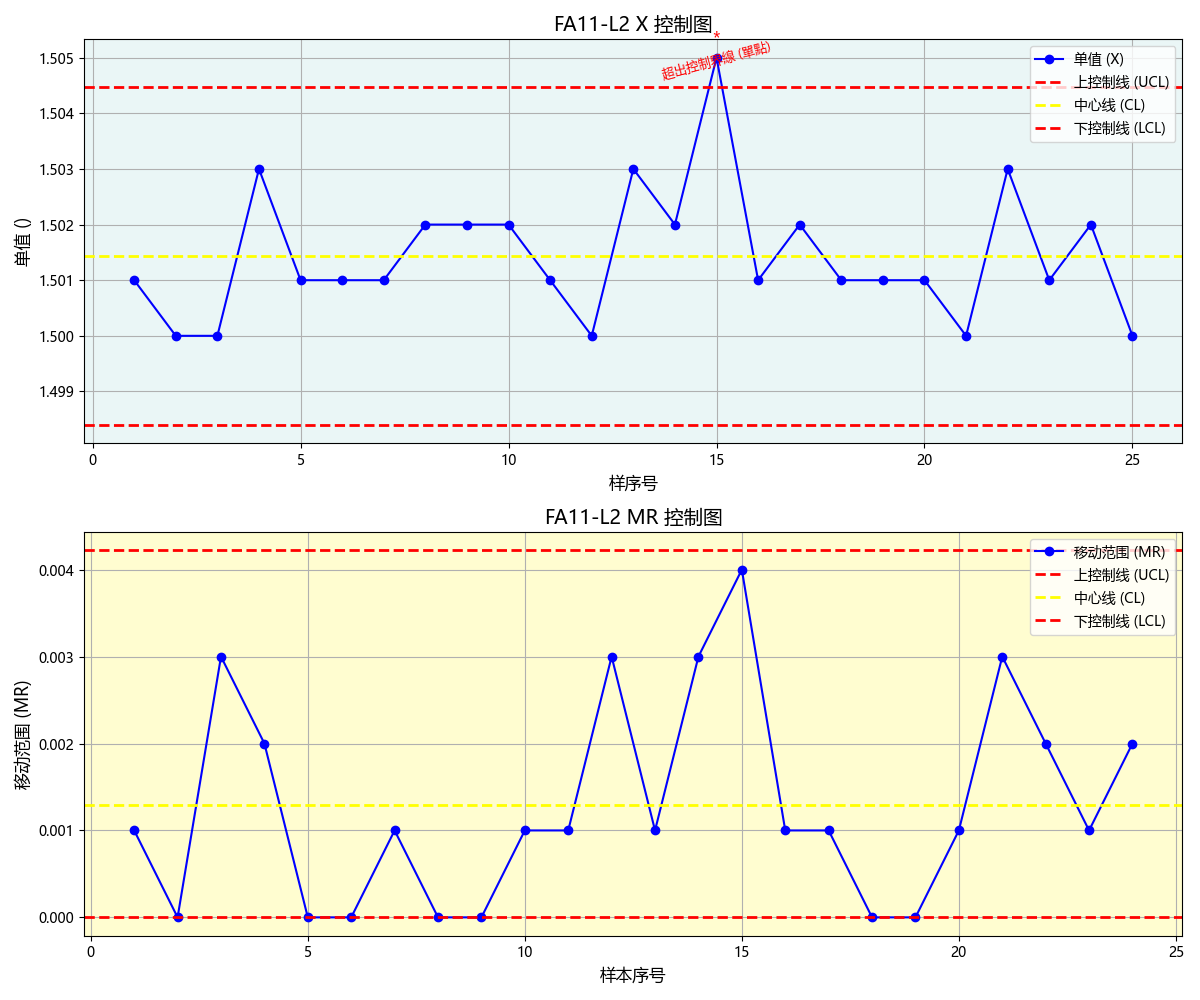 FA11-L2 X 控制图
*
超出控制界線 (單點)
单值 (X)
上控制线 (UCL)
中心线 (CL)
下控制线 (LCL)
单值 ()
1.505
1.504
1.503
1.502
1.501
1.500
1.499
0 5 10 15 20 25
样序号
FA11-L2 MR 控制图
移动范围 (MR)
上控制线 (UCL)
中心线 (CL)
下控制线 (LCL)
移动范围 (MR)
0.004
0.003
0.002
0.001
0.000
0 5 10 15 20 25
样本序号